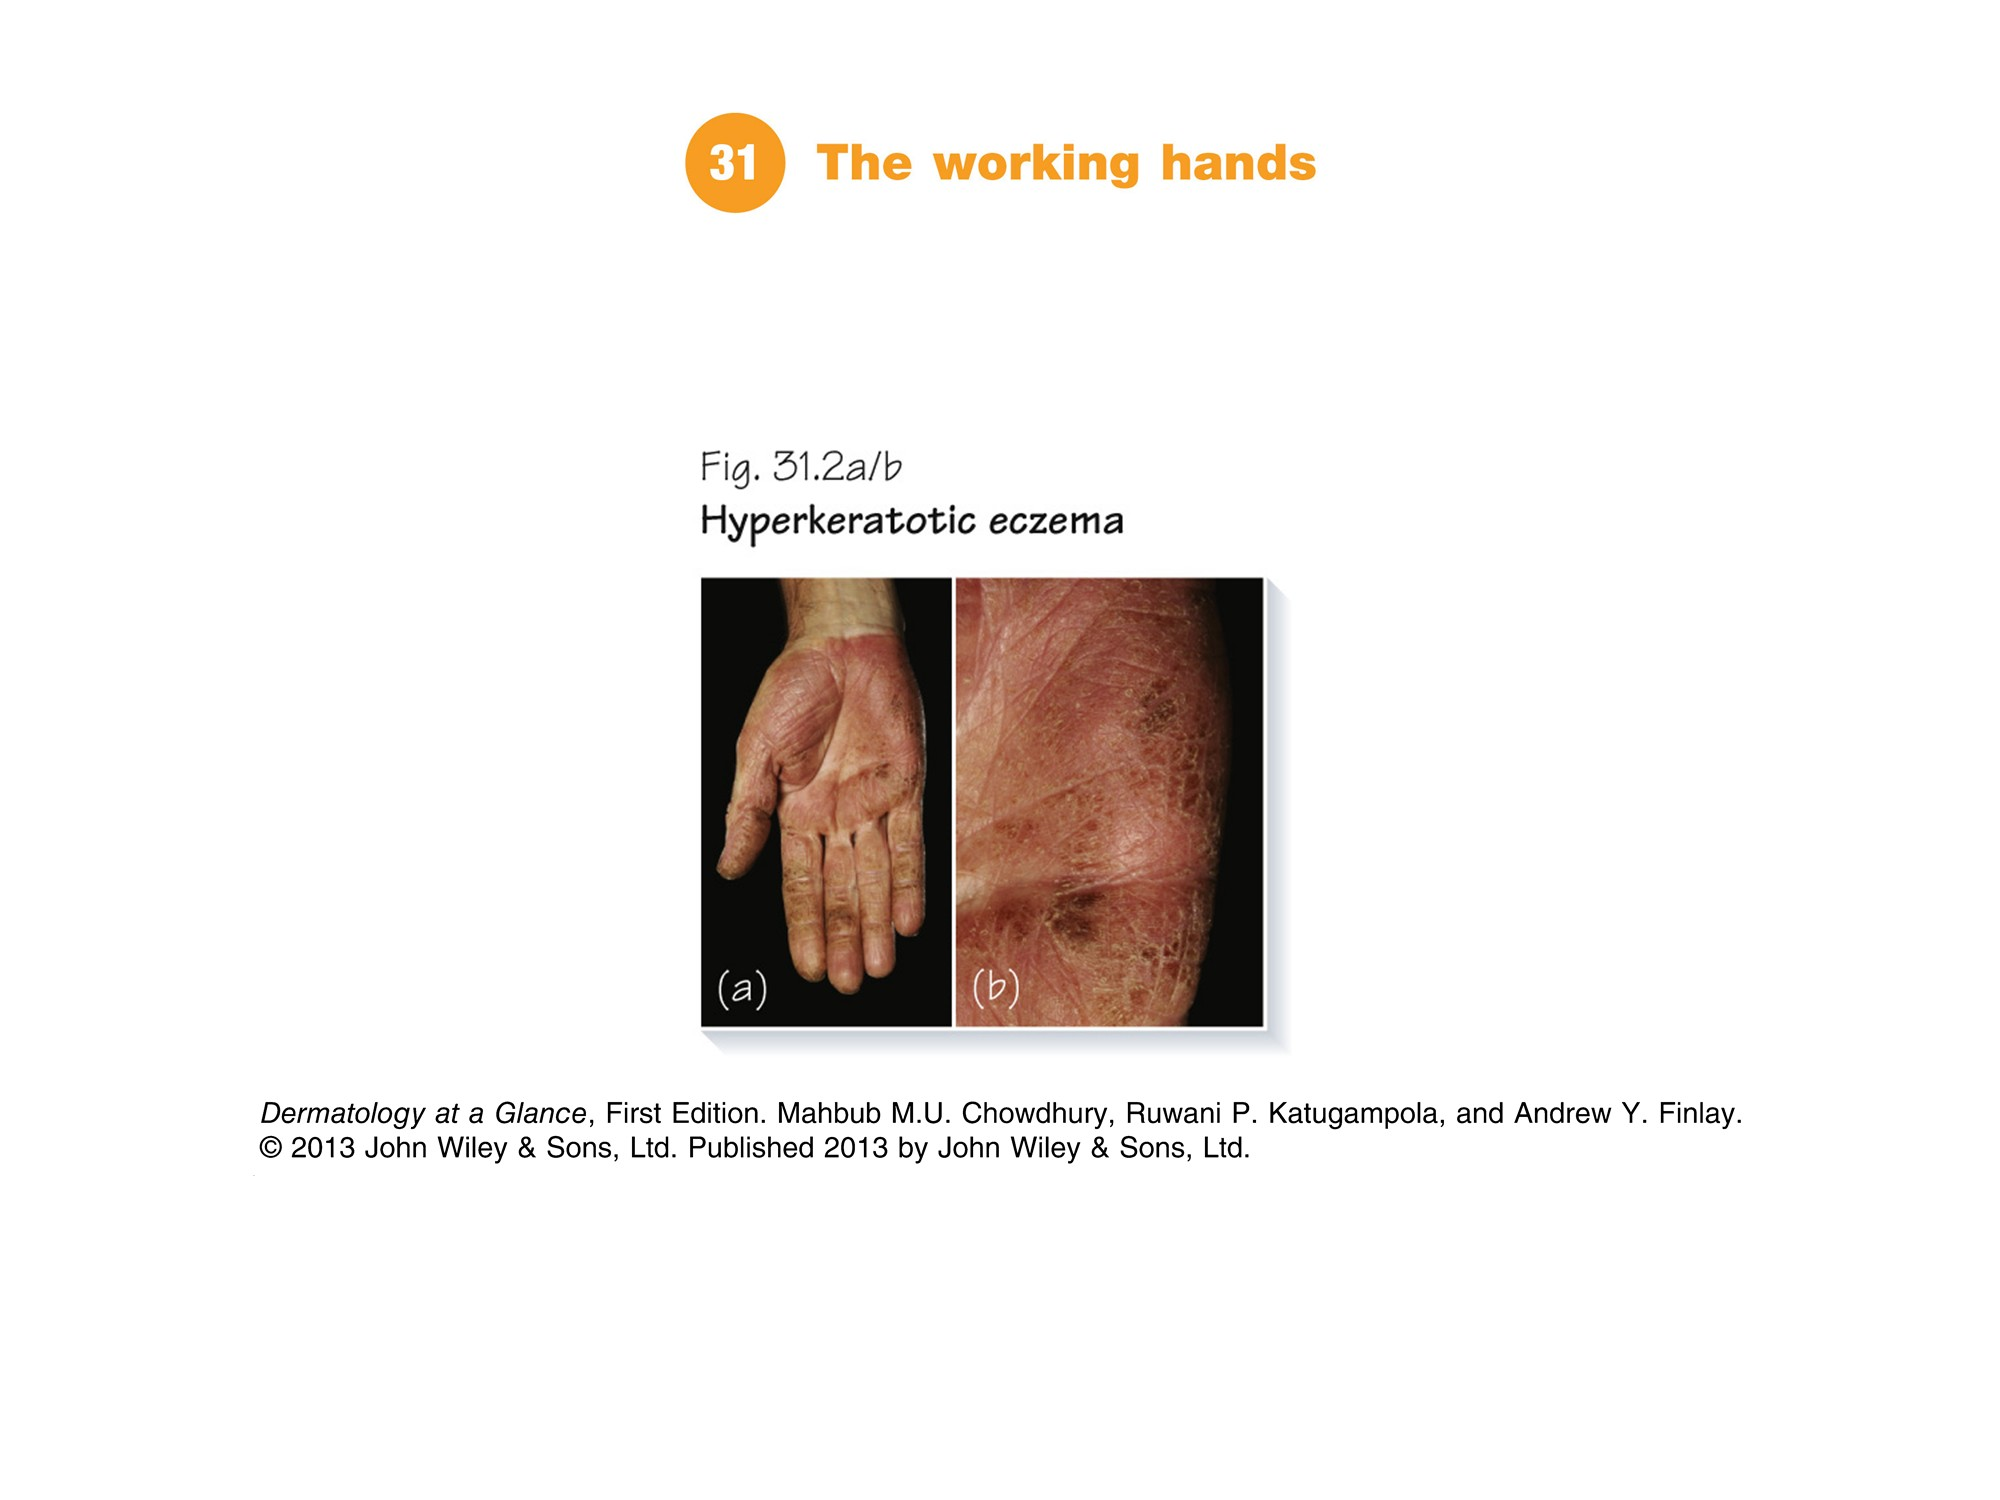 31 The working hands
Fig. 31.2a/b
Hyperkeratotic eczema
(a) (b)
Dermatology at a Glance, First Edition. Mahbub M.U. Chowdhury, Ruwani P. Katugampola, and Andrew Y. Finlay.
© 2013 John Wiley & Sons, Ltd. Published 2013 by John Wiley & Sons, Ltd.